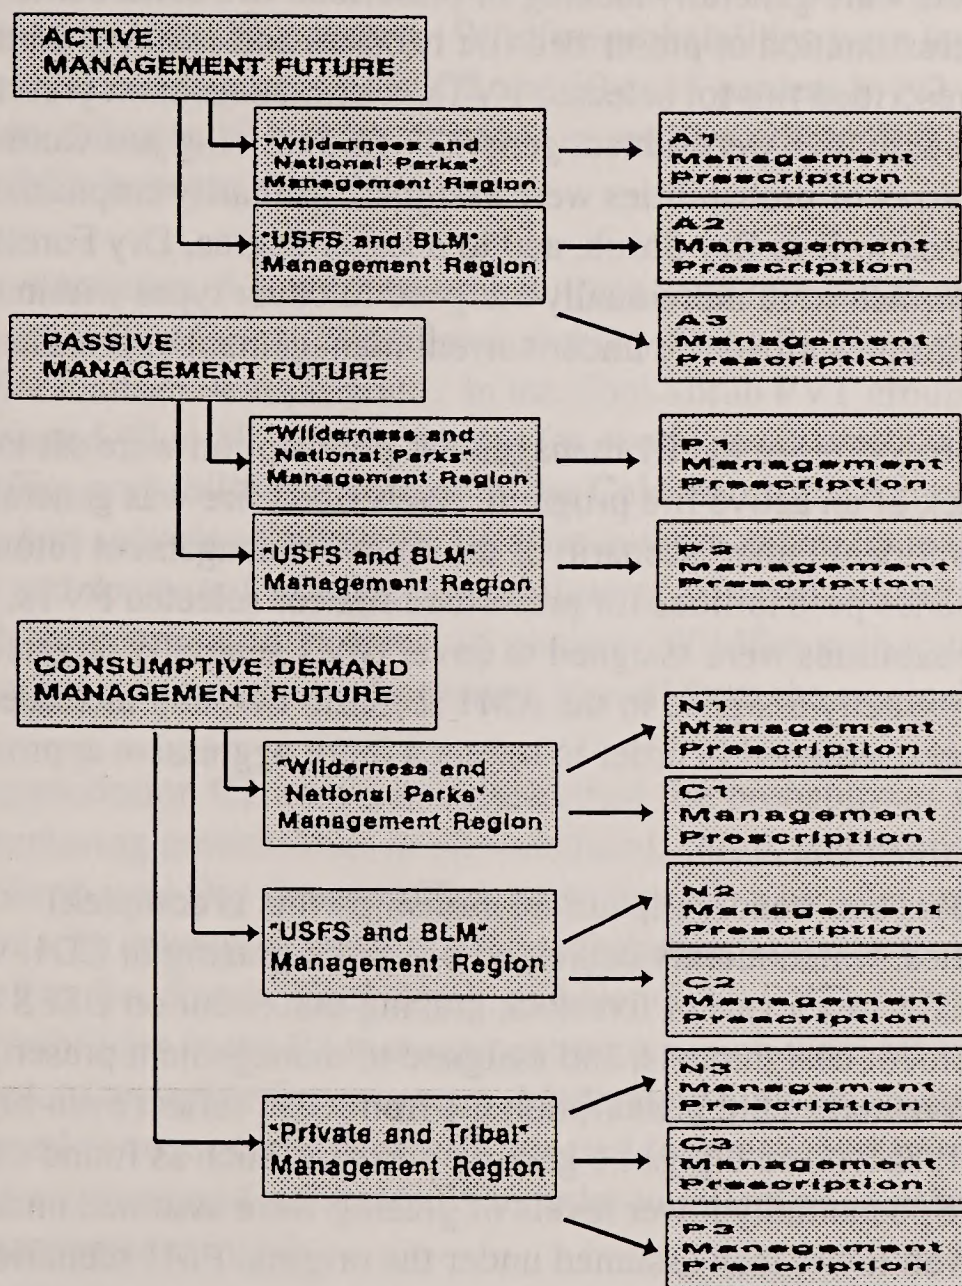 ACTIVE
MANAGEMENT FUTURE
"Wilderness and
National Parks"
Management Region
A1
Management
Prescription
"USFS and BLM"
Management Region
A2
Management
Prescription
A3
Management
Prescription
PASSIVE
MANAGEMENT FUTURE
"Wilderness and
National Parks"
Management Region
P1
Management
Prescription
"USFS and BLM"
Management Region
P2
Management
Prescription
CONSUMPTIVE DEMAND
MANAGEMENT FUTURE
"Wilderness and
National Parks"
Management Region
N1
Management
Prescription
C1
Management
Prescription
"USFS and BLM"
Management Region
N2
Management
Prescription
C2
Management
Prescription
"Private and Tribal"
Management Region
N3
Management
Prescription
C3
Management
Prescription
P3
Management
Prescription